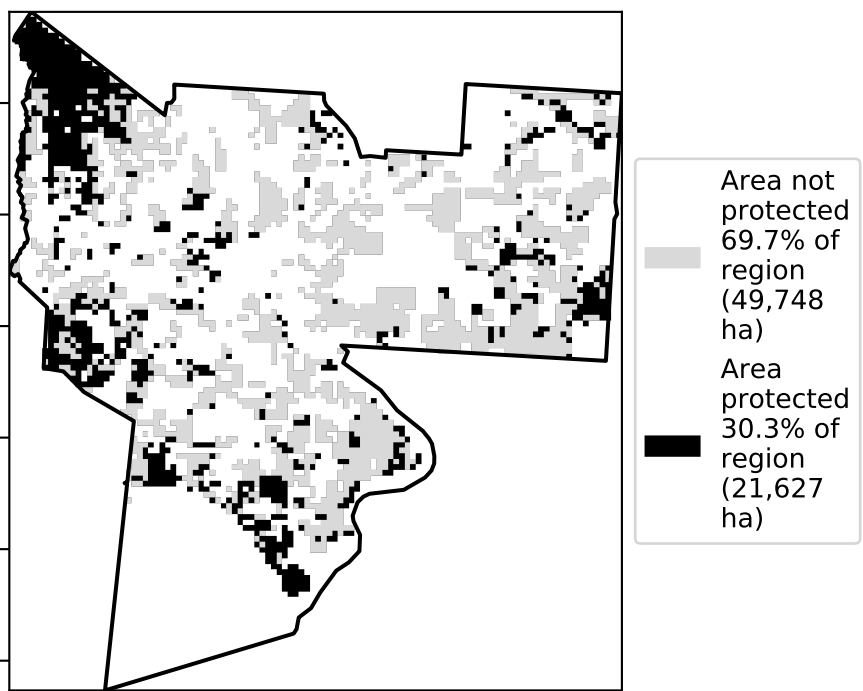 Area not
protected
69.7% of
region
(49,748
ha)
Area
protected
30.3% of
region
(21,627
ha)